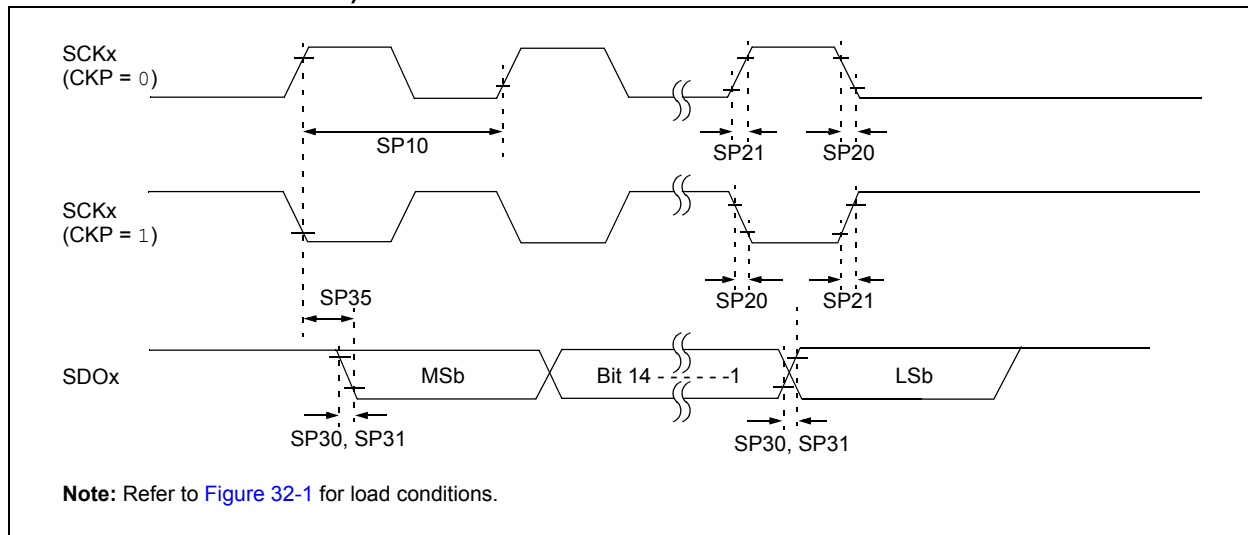 SCKx
(CKP = 0)
SP10
SP21
SP20
SCKx
(CKP = 1)
SP35
SP20
SP21
SDOx
MSb
Bit 14 - - - - - -1
LSb
SP30, SP31
SP30, SP31
Note: Refer to Figure 32-1 for load conditions.